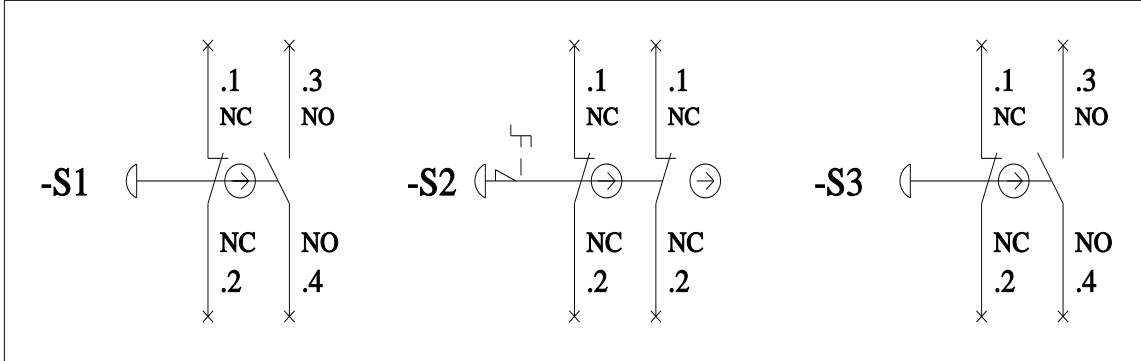 .1 .3 .1 .1 .1 .3
NC NO NC NC NC NO
-S1 -S2 -S3
NC NO NC NC NC NO
.2 .4 .2 .2 .2 .4